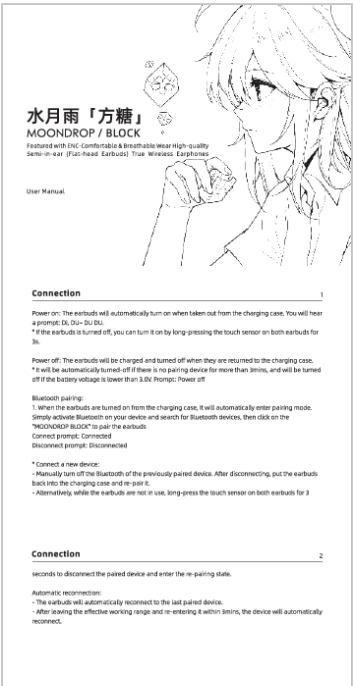 水月雨「方糖」
MOONDROP / BLOCK
Featured with ENC·Comfortable & Breathable Wear High-quality
Semi-in-ear (Flat-head Earbuds) True Wireless Earphones
User Manual
Connection 1
Power on: The earbuds will automatically turn on when taken out from the charging case. You will hear
a prompt: DI, DU~ DU DU.
* If the earbuds is turned off, you can turn it on by long-pressing the touch sensor on both earbuds for
3s.
Power off: The earbuds will be charged and turned off when they are returned to the charging case.
* It will be automatically turned-off if there is no pairing device for more than 3mins, and will be turned
off if the battery voltage is lower than 3.0V. Prompt: Power off
Bluetooth pairing:
1. When the earbuds are turned on from the charging case, it will automatically enter pairing mode.
Simply activate Bluetooth on your device and search for Bluetooth devices, then click on the
"MOONDROP BLOCK" to pair the earbuds
Connect prompt: Connected
Disconnect prompt: Disconnected
* Connect a new device:
- Manually turn off the Bluetooth of the previously paired device. After disconnecting, put the earbuds
back into the charging case and re-pair it.
- Alternatively, while the earbuds are not in use, long-press the touch sensor on both earbuds for 3
Connection 2
seconds to disconnect the paired device and enter the re-pairing state.
Automatic reconnection:
- The earbuds will automatically reconnect to the last paired device.
- After leaving the effective working range and re-entering it within 3mins, the device will automatically
reconnect.